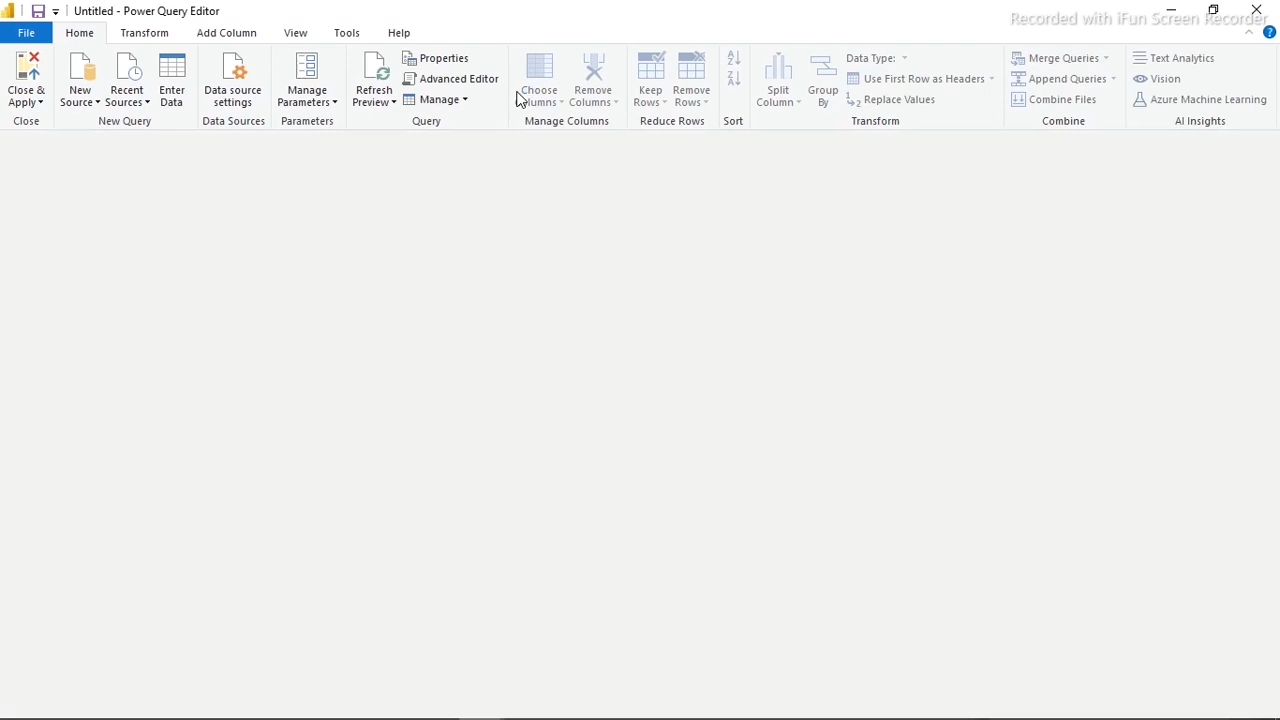 Untitled - Power Query Editor
Recorded with iFun Screen Recorder
File Home Transform Add Column View Tools Help
Close & Apply
New Source
Recent Sources
Enter Data
Data source settings
Manage Parameters
Refresh Preview
Properties
Advanced Editor
Manage
Choose Columns
Remove Columns
Keep Rows
Remove Rows
Split Column
Group By
Data Type:
Use First Row as Headers
Replace Values
Merge Queries
Append Queries
Combine Files
Text Analytics
Vision
Azure Machine Learning
Close
New Query
Data Sources
Parameters
Query
Manage Columns
Reduce Rows
Sort
Transform
Combine
AI Insights